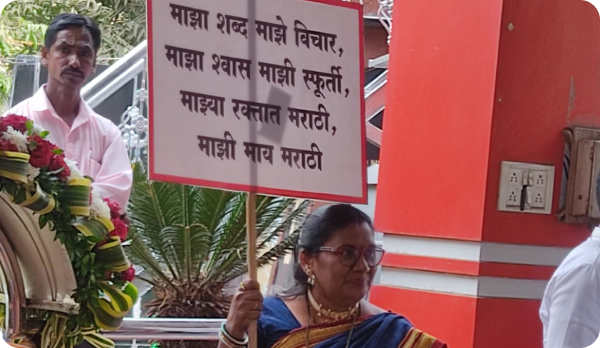 माझा शब्द माझे विचार,
माझा श्वास माझी स्फूर्ती,
माझ्या रक्तात मराठी,
माझी माय मराठी